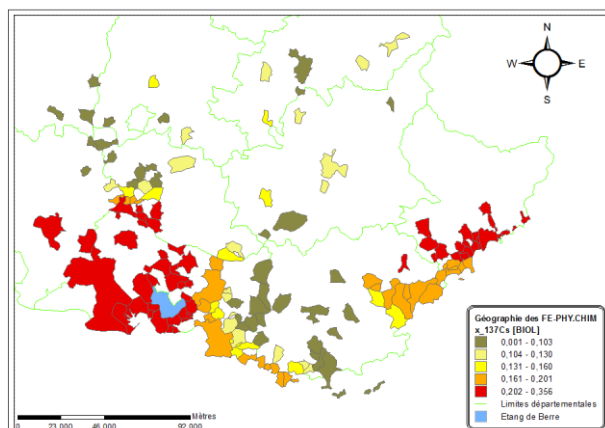 N
W E
S
Géographie des FE-PHY.CHIM
x_137Cs [BIOL]
0,001 - 0,103
0,104 - 0,130
0,131 - 0,160
0,161 - 0,201
0,202 - 0,356
Limites départementales
Etang de Berre
Mètres
0 23 000 46 000 92 000